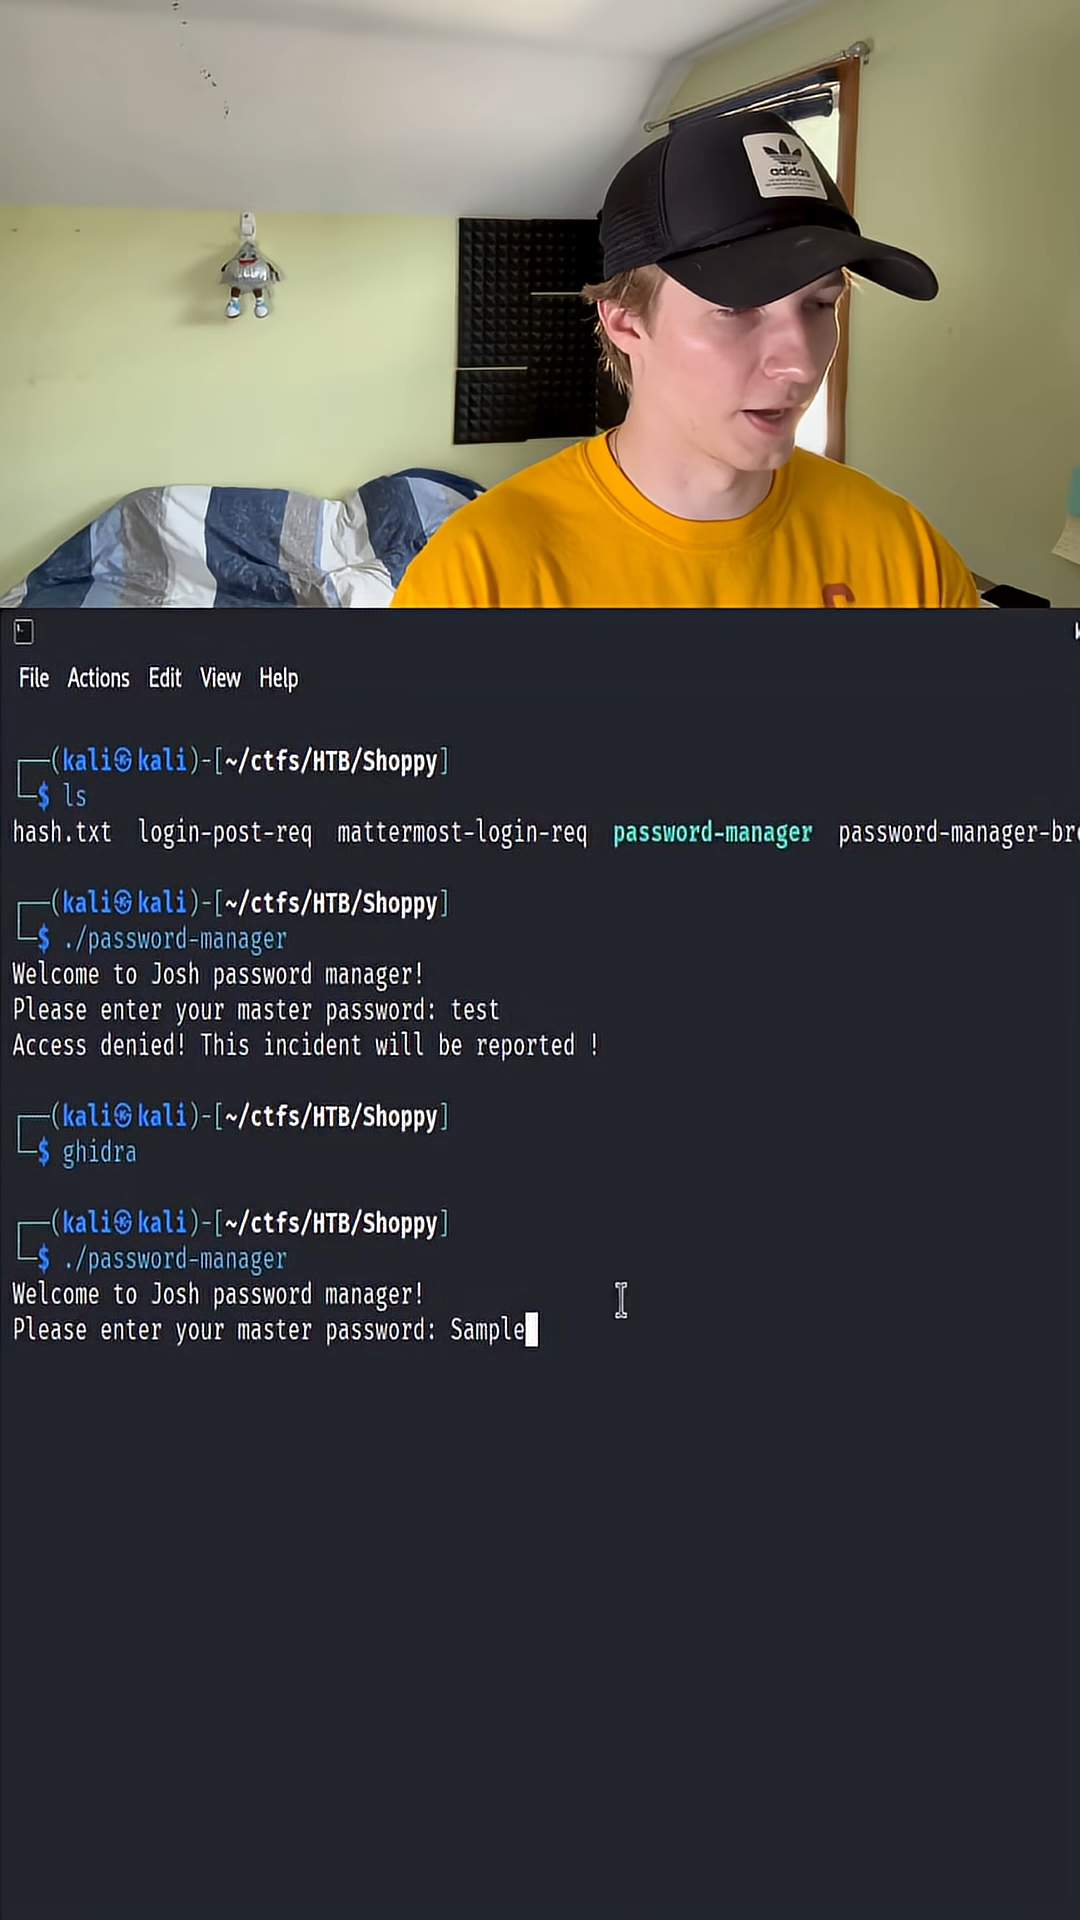 adidas
File Actions Edit View Help
(kali㉿kali)-[~/ctfs/HTB/Shoppy]
$ ls
hash.txt login-post-req mattermost-login-req password-manager password-manager-bre
(kali㉿kali)-[~/ctfs/HTB/Shoppy]
$ ./password-manager
Welcome to Josh password manager!
Please enter your master password: test
Access denied! This incident will be reported !
(kali㉿kali)-[~/ctfs/HTB/Shoppy]
$ ghidra
(kali㉿kali)-[~/ctfs/HTB/Shoppy]
$ ./password-manager
Welcome to Josh password manager!
Please enter your master password: Sample